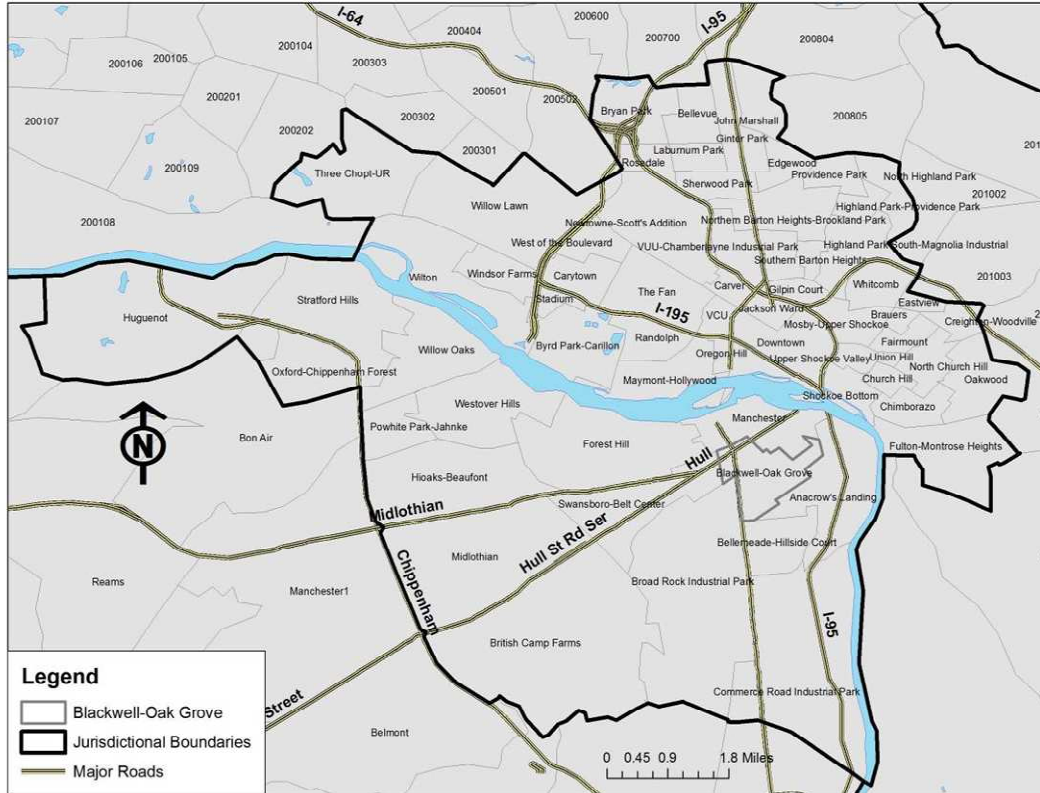 I-64
I-95
200600
200404
200700
200804
200104
200105
200106
200303
200501
200502
200201
200107
200302
200202
200301
200805
Bryan Park
Bellevue
John Marshall
Ginter Park
Laburnum Park
Rosedale
Edgewood
Providence Park
North Highland Park
200109
Three Chopt-UR
Sherwood Park
201002
Willow Lawn
Highland Park-Providence Park
200108
Newtowne-Scott's Addition
Northern Barton Heights-Brookland Park
West of the Boulevard
VUU-Chamberlayne Industrial Park
Highland Park South-Magnolia Industrial
Southern Barton Heights
Wilton
Windsor Farms
Carytown
201003
Carver
Gilpin Court
Whitcomb
Stratford Hills
Stadium
The Fan
I-195
Jackson Ward
Eastview
Huguenot
VCU
Brauers
Mosby-Upper Shockoe
Creighton-Woodville
Byrd Park-Carillon
Randolph
Downtown
Fairmount
Willow Oaks
Oregon Hill
Upper Shockoe Valley
Union Hill
North Church Hill
Oxford-Chippenham Forest
Maymont-Hollywood
Church Hill
Oakwood
Shockoe Bottom
Westover Hills
Chimborazo
Manchester
Powhite Park-Jahnke
N
Bon Air
Forest Hill
Fulton-Montrose Heights
Hull
Hioaks-Beaufont
Blackwell-Oak Grove
Midlothian
Swansboro-Belt Center
Anacrow's Landing
Hull St Rd Ser
Bellemeade-Hillside Court
Chippenham
Midlothian
Reams
Manchester1
Broad Rock Industrial Park
I-95
British Camp Farms
Commerce Road Industrial Park
Street
Belmont
Legend
Blackwell-Oak Grove
Jurisdictional Boundaries
Major Roads
0 0.45 0.9 1.8 Miles